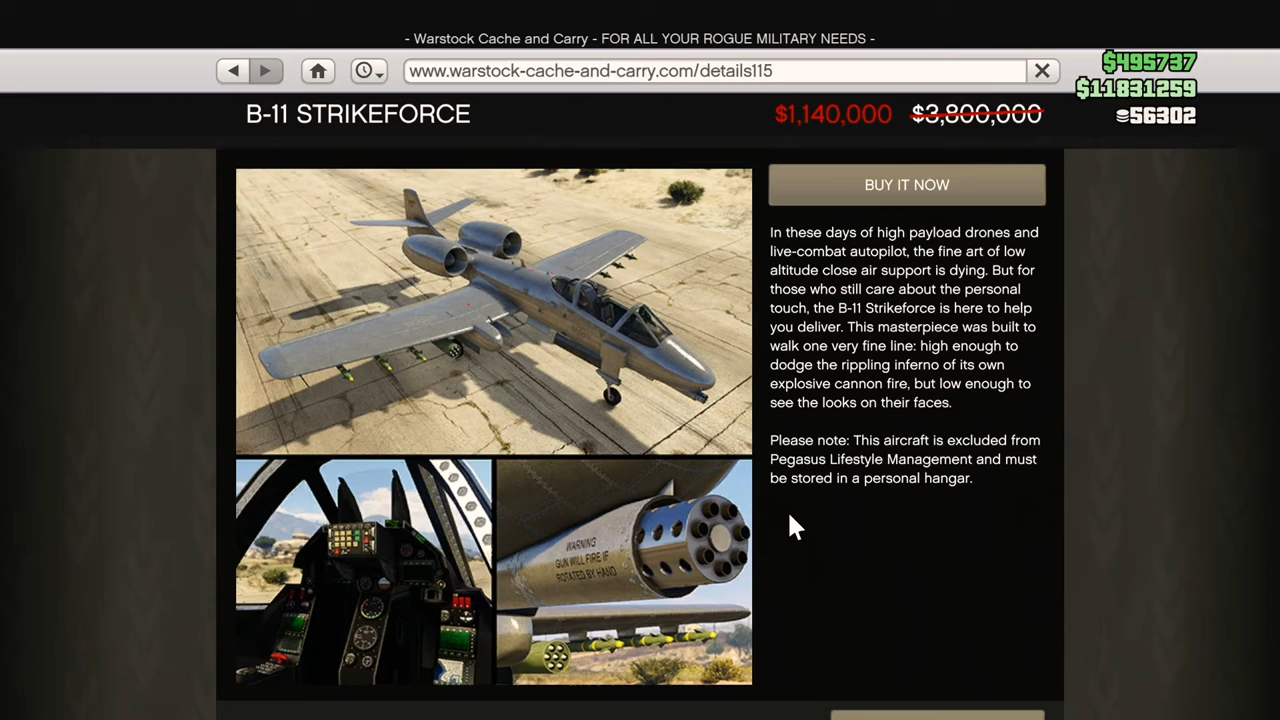 - Warstock Cache and Carry - FOR ALL YOUR ROGUE MILITARY NEEDS -
$495737
www.warstock-cache-and-carry.com/details115
$11831259
56302
B-11 STRIKEFORCE
$1,140,000 $3,800,000
BUY IT NOW
In these days of high payload drones and
live-combat autopilot, the fine art of low
altitude close air support is dying. But for
those who still care about the personal
touch, the B-11 Strikeforce is here to help
you deliver. This masterpiece was built to
walk one very fine line: high enough to
dodge the rippling inferno of its own
explosive cannon fire, but low enough to
see the looks on their faces.
Please note: This aircraft is excluded from
Pegasus Lifestyle Management and must
be stored in a personal hangar.
WARNING
GUN WILL FIRE IF
ROTATED BY HAND